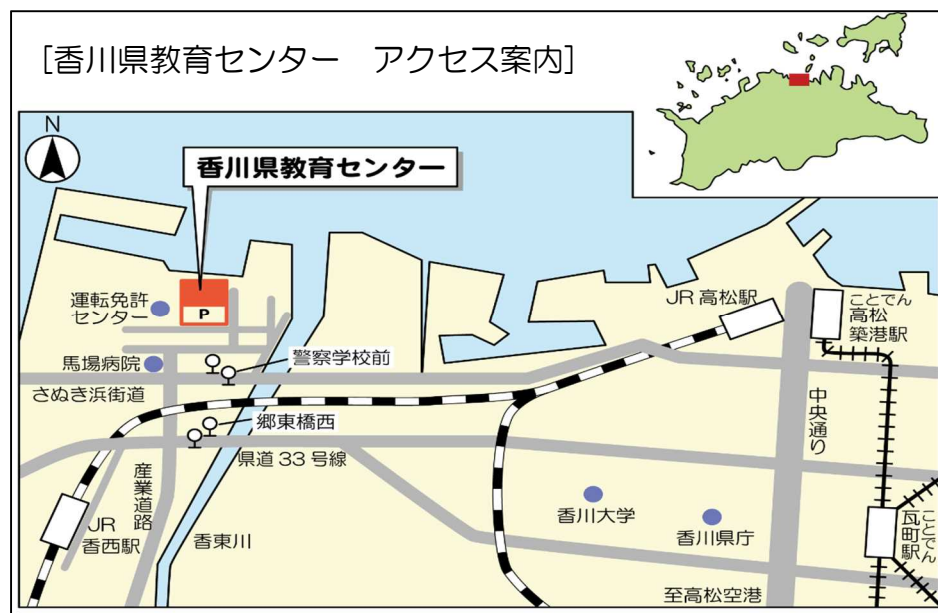 [香川県教育センター　アクセス案内]
N
香川県教育センター
運転免許
センター
P
馬場病院
警察学校前
さぬき浜街道
郷東橋西
県道33号線
産業道路
JR
香西駅
香東川
JR高松駅
ことでん
高松
築港駅
中央通り
香川大学
香川県庁
ことでん
瓦町駅
至高松空港